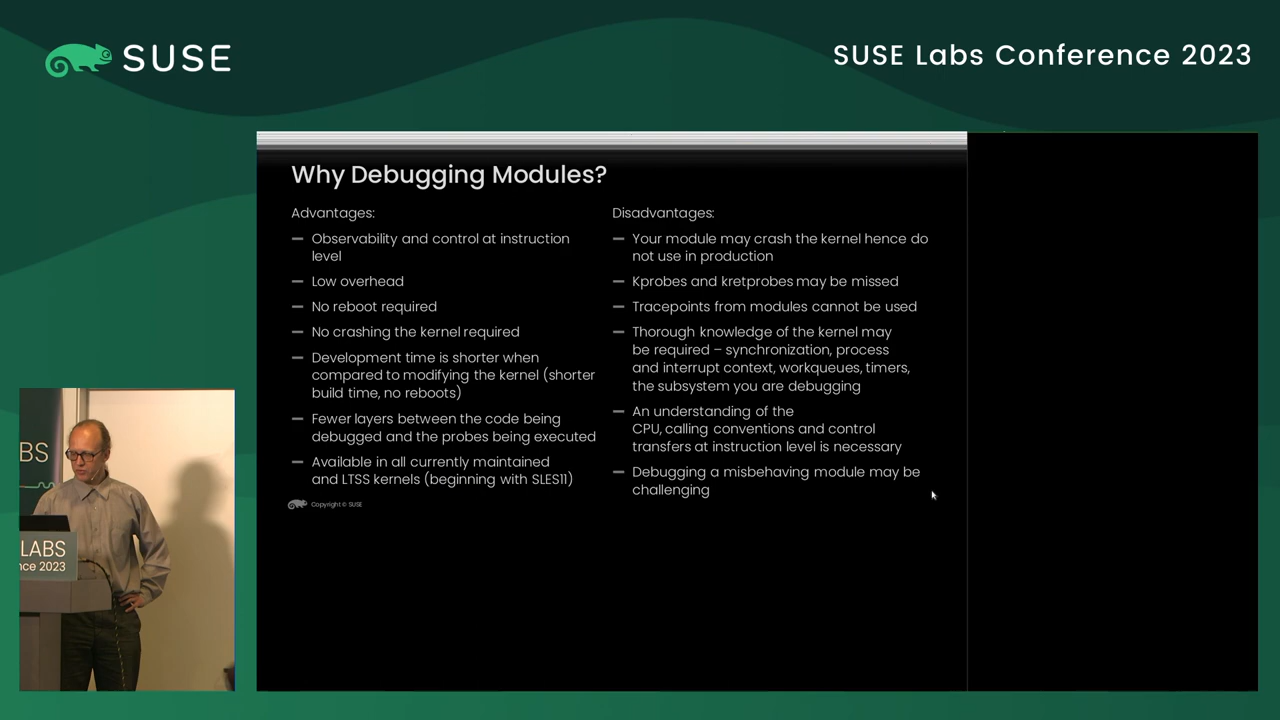 SUSE
SUSE Labs Conference 2023
Why Debugging Modules?
Advantages:
— Observability and control at instruction
level
— Low overhead
— No reboot required
— No crashing the kernel required
— Development time is shorter when
compared to modifying the kernel (shorter
build time, no reboots)
— Fewer layers between the code being
debugged and the probes being executed
— Available in all currently maintained
and LTSS kernels (beginning with SLES11)
Copyright © SUSE
Disadvantages:
— Your module may crash the kernel hence do
not use in production
— Kprobes and kretprobes may be missed
— Tracepoints from modules cannot be used
— Thorough knowledge of the kernel may
be required – synchronization, process
and interrupt context, workqueues, timers,
the subsystem you are debugging
— An understanding of the
CPU, calling conventions and control
transfers at instruction level is necessary
— Debugging a misbehaving module may be
challenging
BS
LABS
nce 2023